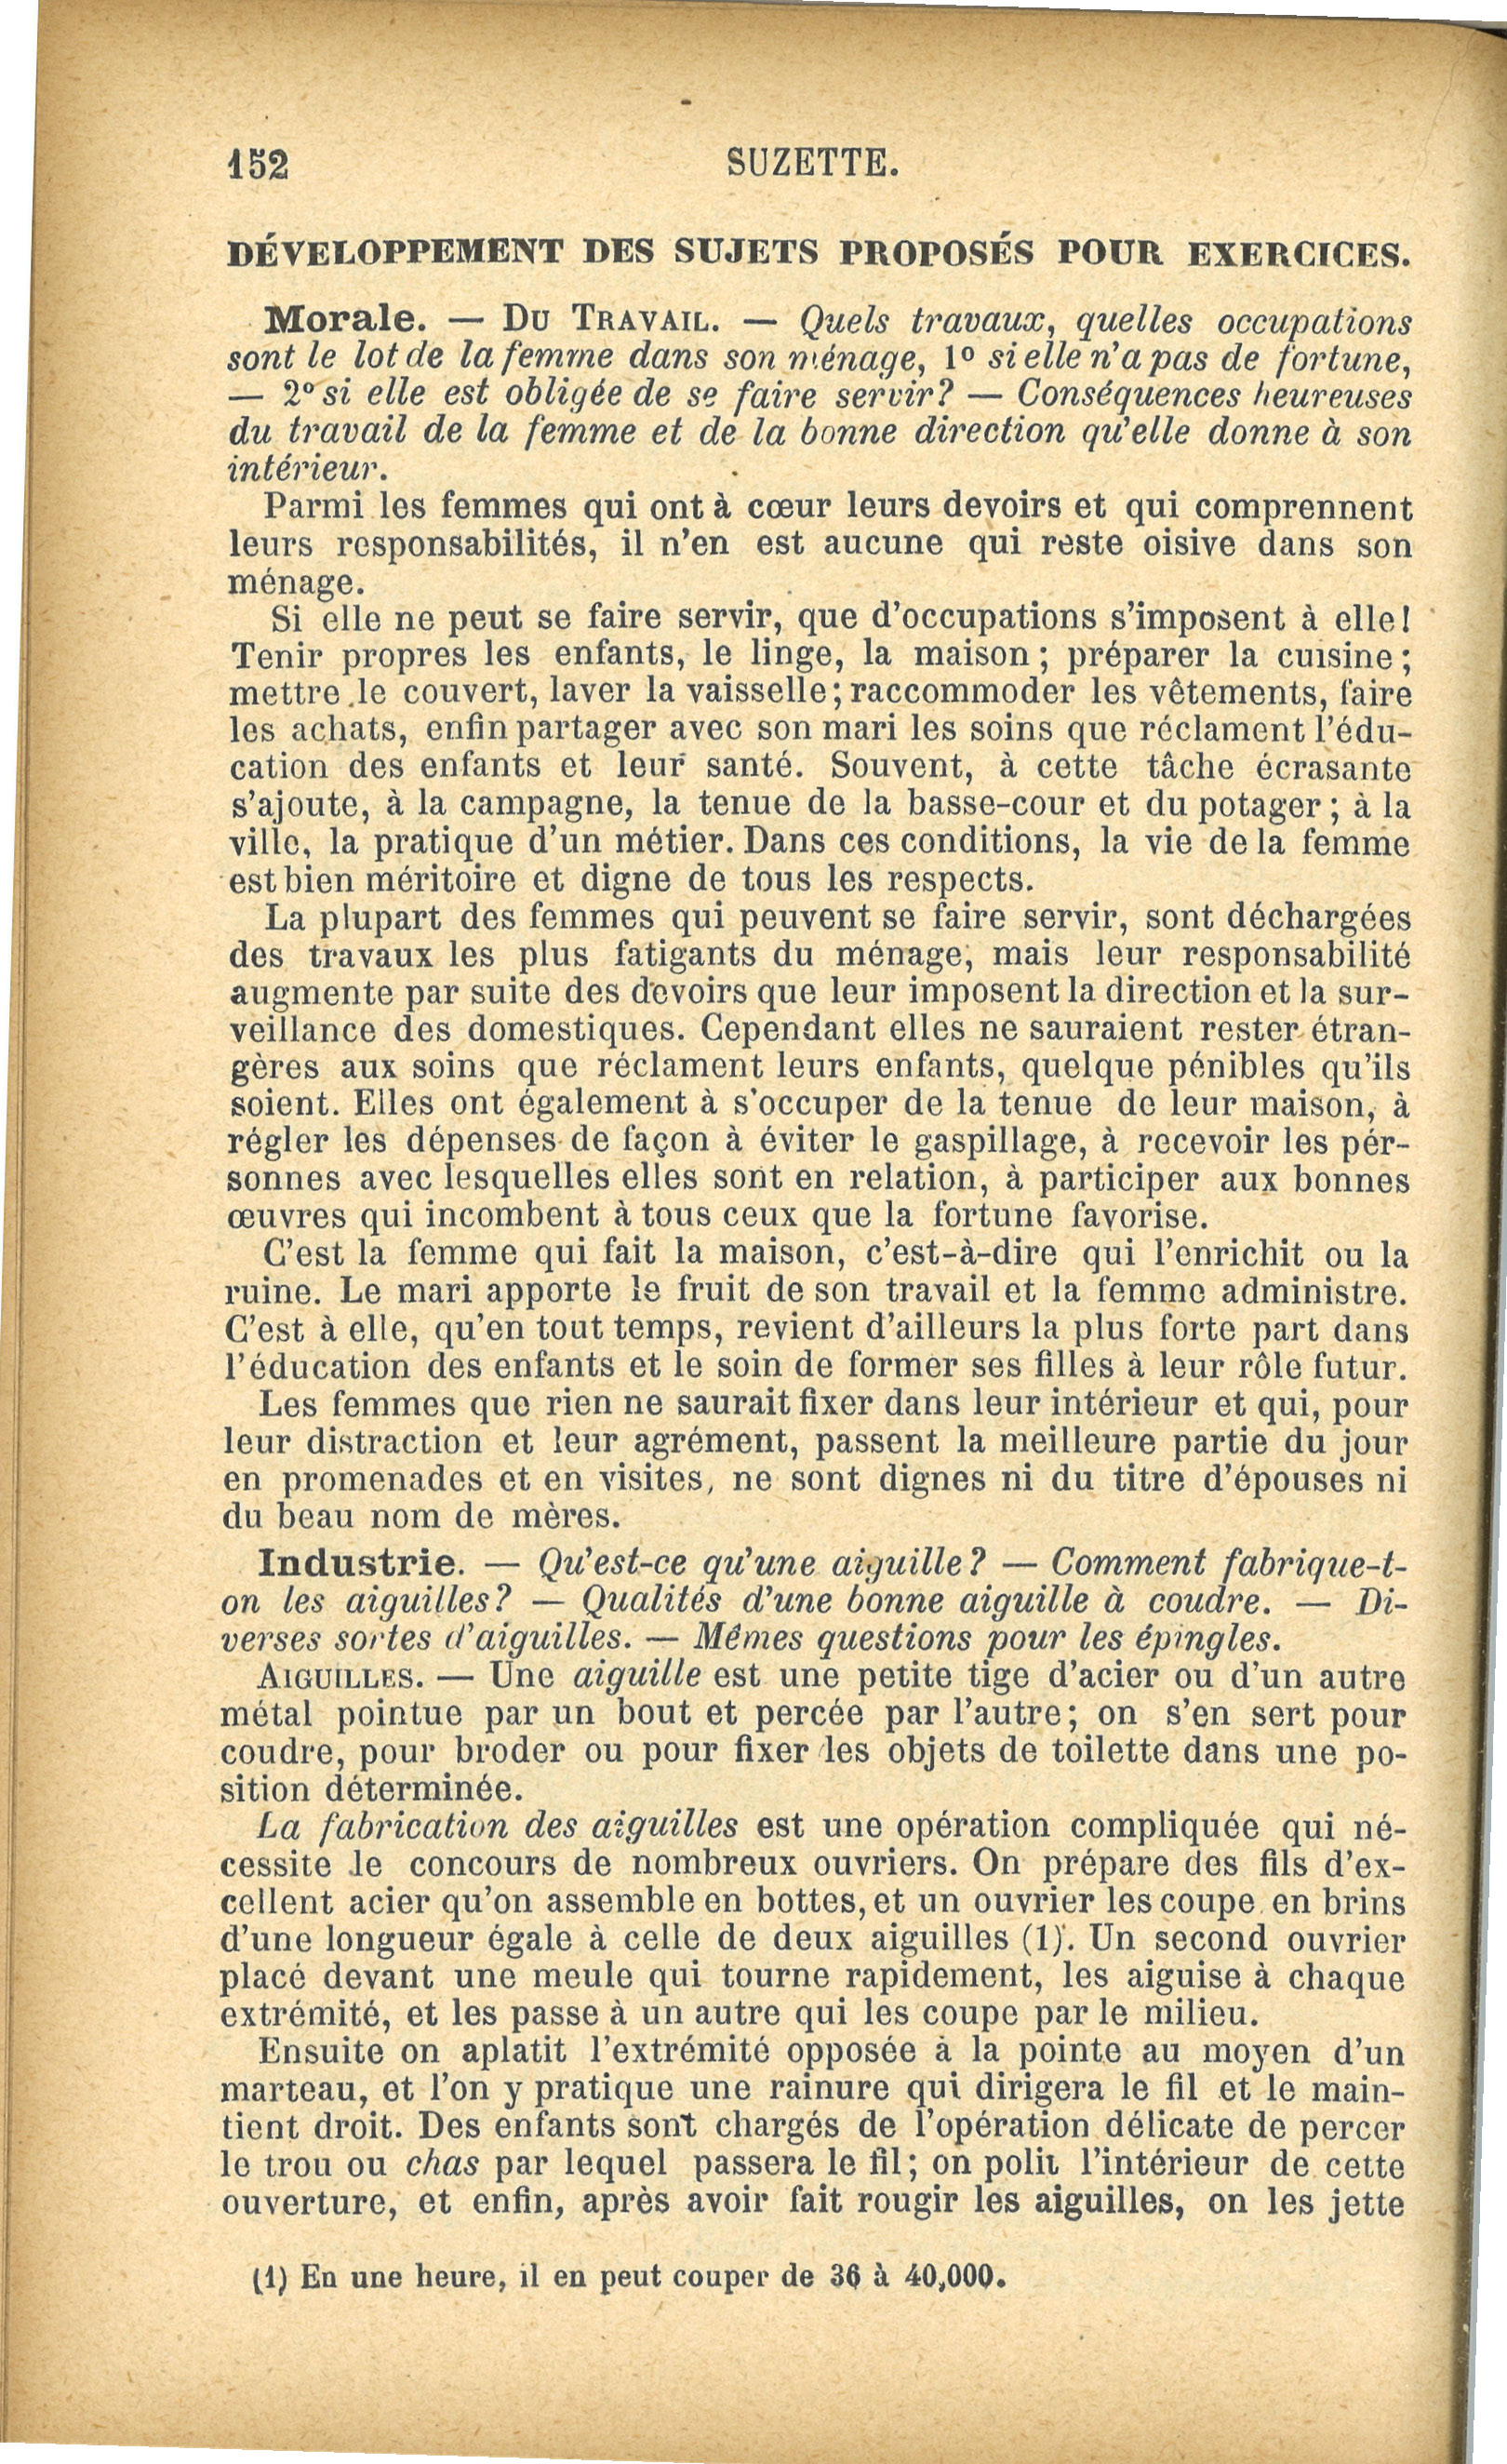 152 SUZETTE.
DÉVELOPPEMENT DES SUJETS PROPOSÉS POUR EXERCICES.
Morale. — DU TRAVAIL. — Quels travaux, quelles occupations
sont le lot de la femme dans son ménage, 1º si elle n'a pas de fortune,
— 2º si elle est obligée de se faire servir? — Conséquences heureuses
du travail de la femme et de la bonne direction qu'elle donne à son
intérieur.
Parmi les femmes qui ont à cœur leurs devoirs et qui comprennent
leurs responsabilités, il n'en est aucune qui reste oisive dans son
ménage.
Si elle ne peut se faire servir, que d'occupations s'imposent à elle!
Tenir propres les enfants, le linge, la maison; préparer la cuisine;
mettre le couvert, laver la vaisselle; raccommoder les vêtements, faire
les achats, enfin partager avec son mari les soins que réclament l'édu-
cation des enfants et leur santé. Souvent, à cette tâche écrasante
s'ajoute, à la campagne, la tenue de la basse-cour et du potager; à la
ville, la pratique d'un métier. Dans ces conditions, la vie de la femme
est bien méritoire et digne de tous les respects.
La plupart des femmes qui peuvent se faire servir, sont déchargées
des travaux les plus fatigants du ménage, mais leur responsabilité
augmente par suite des devoirs que leur imposent la direction et la sur-
veillance des domestiques. Cependant elles ne sauraient rester étran-
gères aux soins que réclament leurs enfants, quelque pénibles qu'ils
soient. Elles ont également à s'occuper de la tenue de leur maison, à
régler les dépenses de façon à éviter le gaspillage, à recevoir les per-
sonnes avec lesquelles elles sont en relation, à participer aux bonnes
œuvres qui incombent à tous ceux que la fortune favorise.
C'est la femme qui fait la maison, c'est-à-dire qui l'enrichit ou la
ruine. Le mari apporte le fruit de son travail et la femme administre.
C'est à elle, qu'en tout temps, revient d'ailleurs la plus forte part dans
l'éducation des enfants et le soin de former ses filles à leur rôle futur.
Les femmes que rien ne saurait fixer dans leur intérieur et qui, pour
leur distraction et leur agrément, passent la meilleure partie du jour
en promenades et en visites, ne sont dignes ni du titre d'épouses ni
du beau nom de mères.
Industrie. — Qu'est-ce qu'une aiguille? — Comment fabrique-t-
on les aiguilles? — Qualités d'une bonne aiguille à coudre. — Di-
verses sortes d'aiguilles. — Mêmes questions pour les épingles.
AIGUILLES. — Une aiguille est une petite tige d'acier ou d'un autre
métal pointue par un bout et percée par l'autre; on s'en sert pour
coudre, pour broder ou pour fixer les objets de toilette dans une po-
sition déterminée.
La fabrication des aiguilles est une opération compliquée qui né-
cessite le concours de nombreux ouvriers. On prépare des fils d'ex-
cellent acier qu'on assemble en bottes, et un ouvrier les coupe en brins
d'une longueur égale à celle de deux aiguilles (1). Un second ouvrier
placé devant une meule qui tourne rapidement, les aiguise à chaque
extrémité, et les passe à un autre qui les coupe par le milieu.
Ensuite on aplatit l'extrémité opposée à la pointe au moyen d'un
marteau, et l'on y pratique une rainure qui dirigera le fil et le main-
tient droit. Des enfants sont chargés de l'opération délicate de percer
le trou ou chas par lequel passera le fil; on polit l'intérieur de cette
ouverture, et enfin, après avoir fait rougir les aiguilles, on les jette
(1) En une heure, il en peut couper de 36 à 40,000.